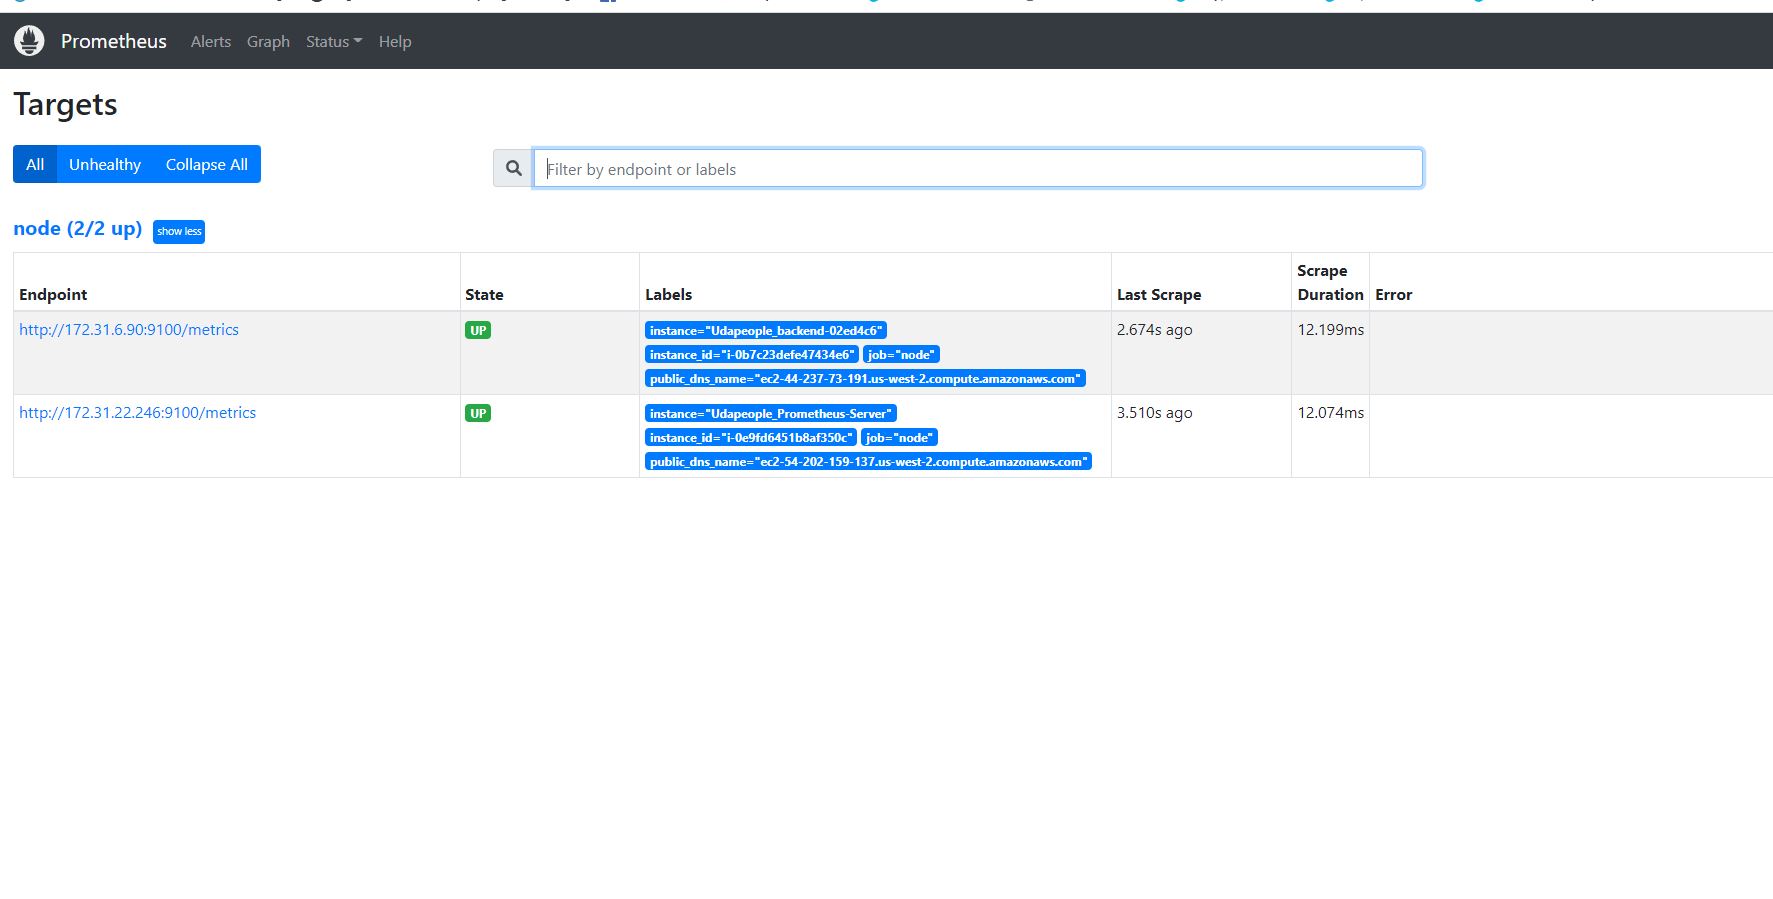 Prometheus Alerts Graph Status Help
Targets
All Unhealthy Collapse All
Filter by endpoint or labels
node (2/2 up) show less
Endpoint State Labels Last Scrape Scrape Duration Error
http://172.31.6.90:9100/metrics UP instance="Udapeople_backend-02ed4c6" 2.674s ago 12.199ms
instance_id="i-0b7c23defe47434e6" job="node"
public_dns_name="ec2-44-237-73-191.us-west-2.compute.amazonaws.com"
http://172.31.22.246:9100/metrics UP instance="Udapeople_Prometheus-Server" 3.510s ago 12.074ms
instance_id="i-0e9fd6451b8af350c" job="node"
public_dns_name="ec2-54-202-159-137.us-west-2.compute.amazonaws.com"